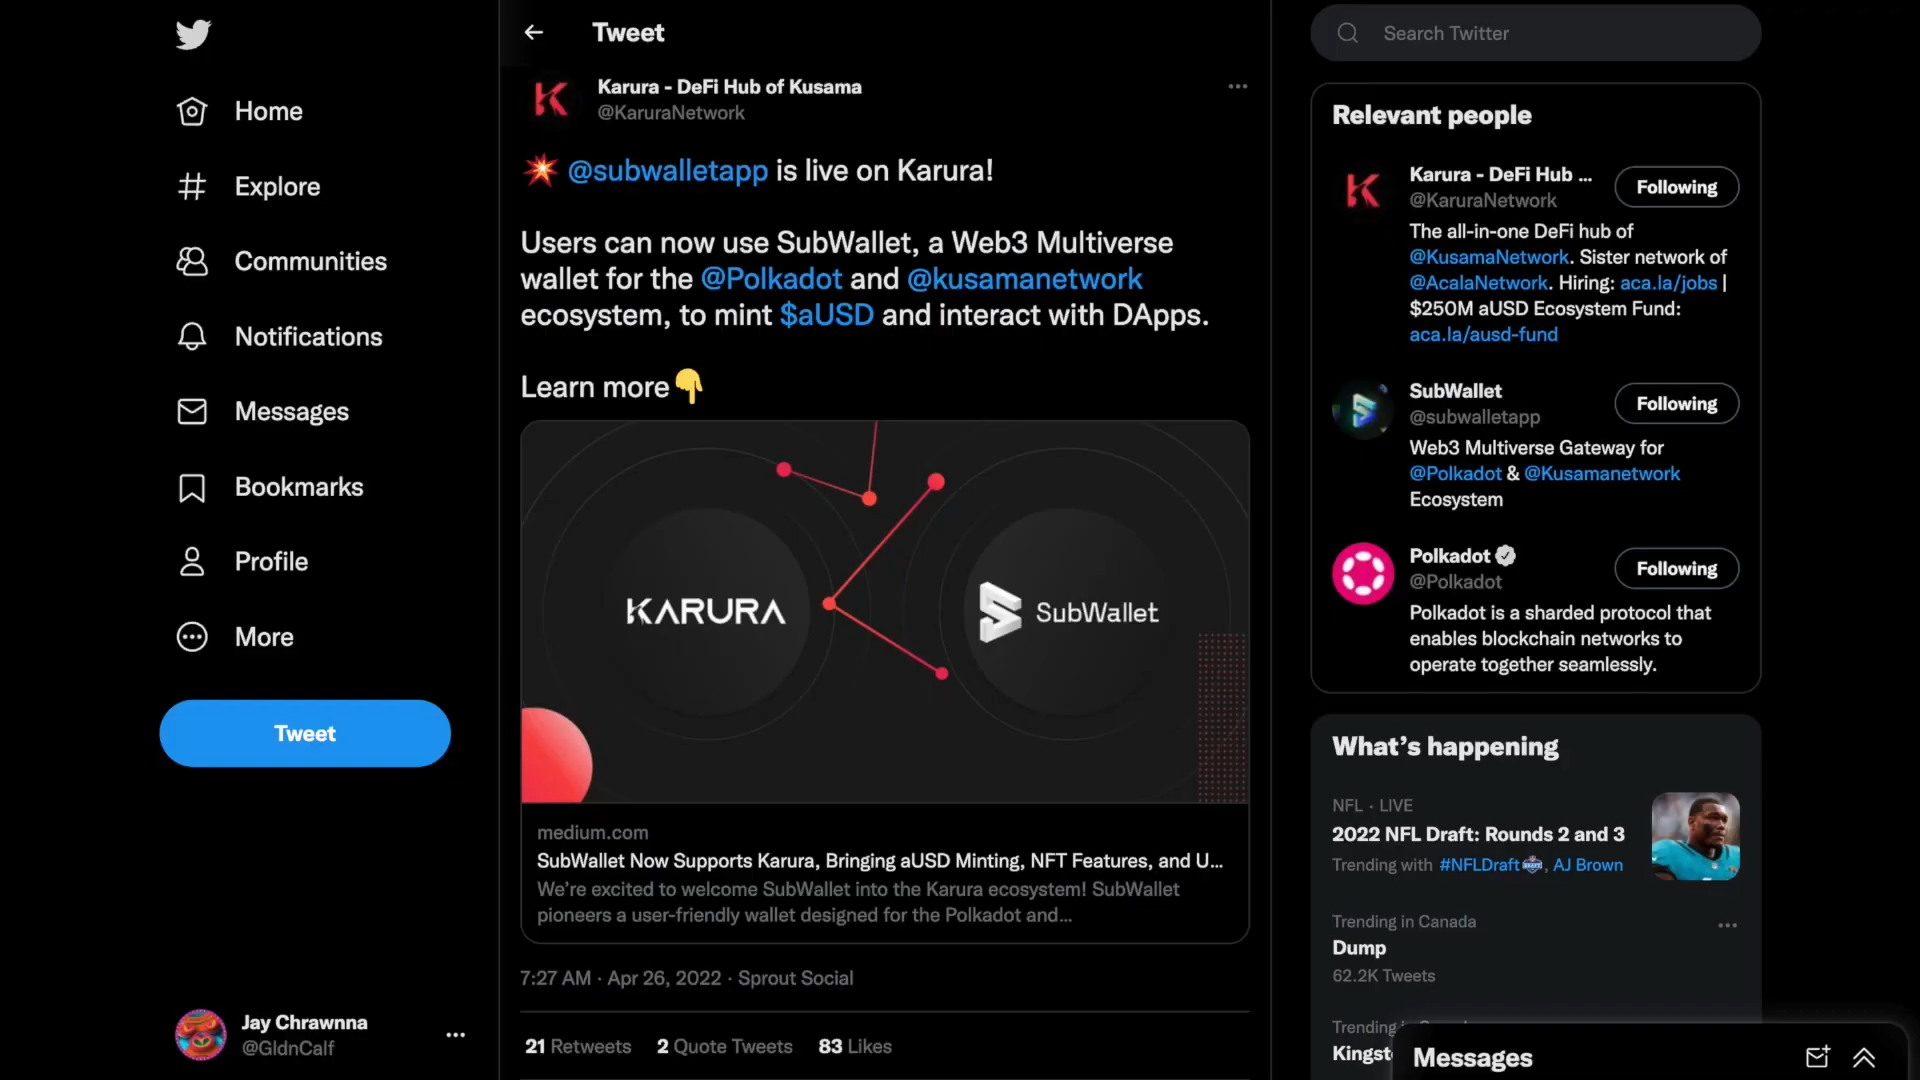 Home
Explore
Communities
Notifications
Messages
Bookmarks
Profile
More
Tweet
Jay Chrawnna
@GldnCalf
Tweet
Karura - DeFi Hub of Kusama
@KaruraNetwork
💥 @subwalletapp is live on Karura!
Users can now use SubWallet, a Web3 Multiverse
wallet for the @Polkadot and @kusamanetwork
ecosystem, to mint $aUSD and interact with DApps.
Learn more👇
KARURA
SubWallet
medium.com
SubWallet Now Supports Karura, Bringing aUSD Minting, NFT Features, and U...
We're excited to welcome SubWallet into the Karura ecosystem! SubWallet
pioneers a user-friendly wallet designed for the Polkadot and...
7:27 AM · Apr 26, 2022 · Sprout Social
21 Retweets 2 Quote Tweets 83 Likes
Search Twitter
Relevant people
Karura - DeFi Hub ...
@KaruraNetwork
Following
The all-in-one DeFi hub of
@KusamaNetwork. Sister network of
@AcalaNetwork. Hiring: aca.la/jobs |
$250M aUSD Ecosystem Fund:
aca.la/ausd-fund
SubWallet
@subwalletapp
Following
Web3 Multiverse Gateway for
@Polkadot & @Kusamanetwork
Ecosystem
Polkadot
@Polkadot
Following
Polkadot is a sharded protocol that
enables blockchain networks to
operate together seamlessly.
What's happening
NFL · LIVE
2022 NFL Draft: Rounds 2 and 3
Trending with #NFLDraft, AJ Brown
Trending in Canada
Dump
62.2K Tweets
Trending
Messages